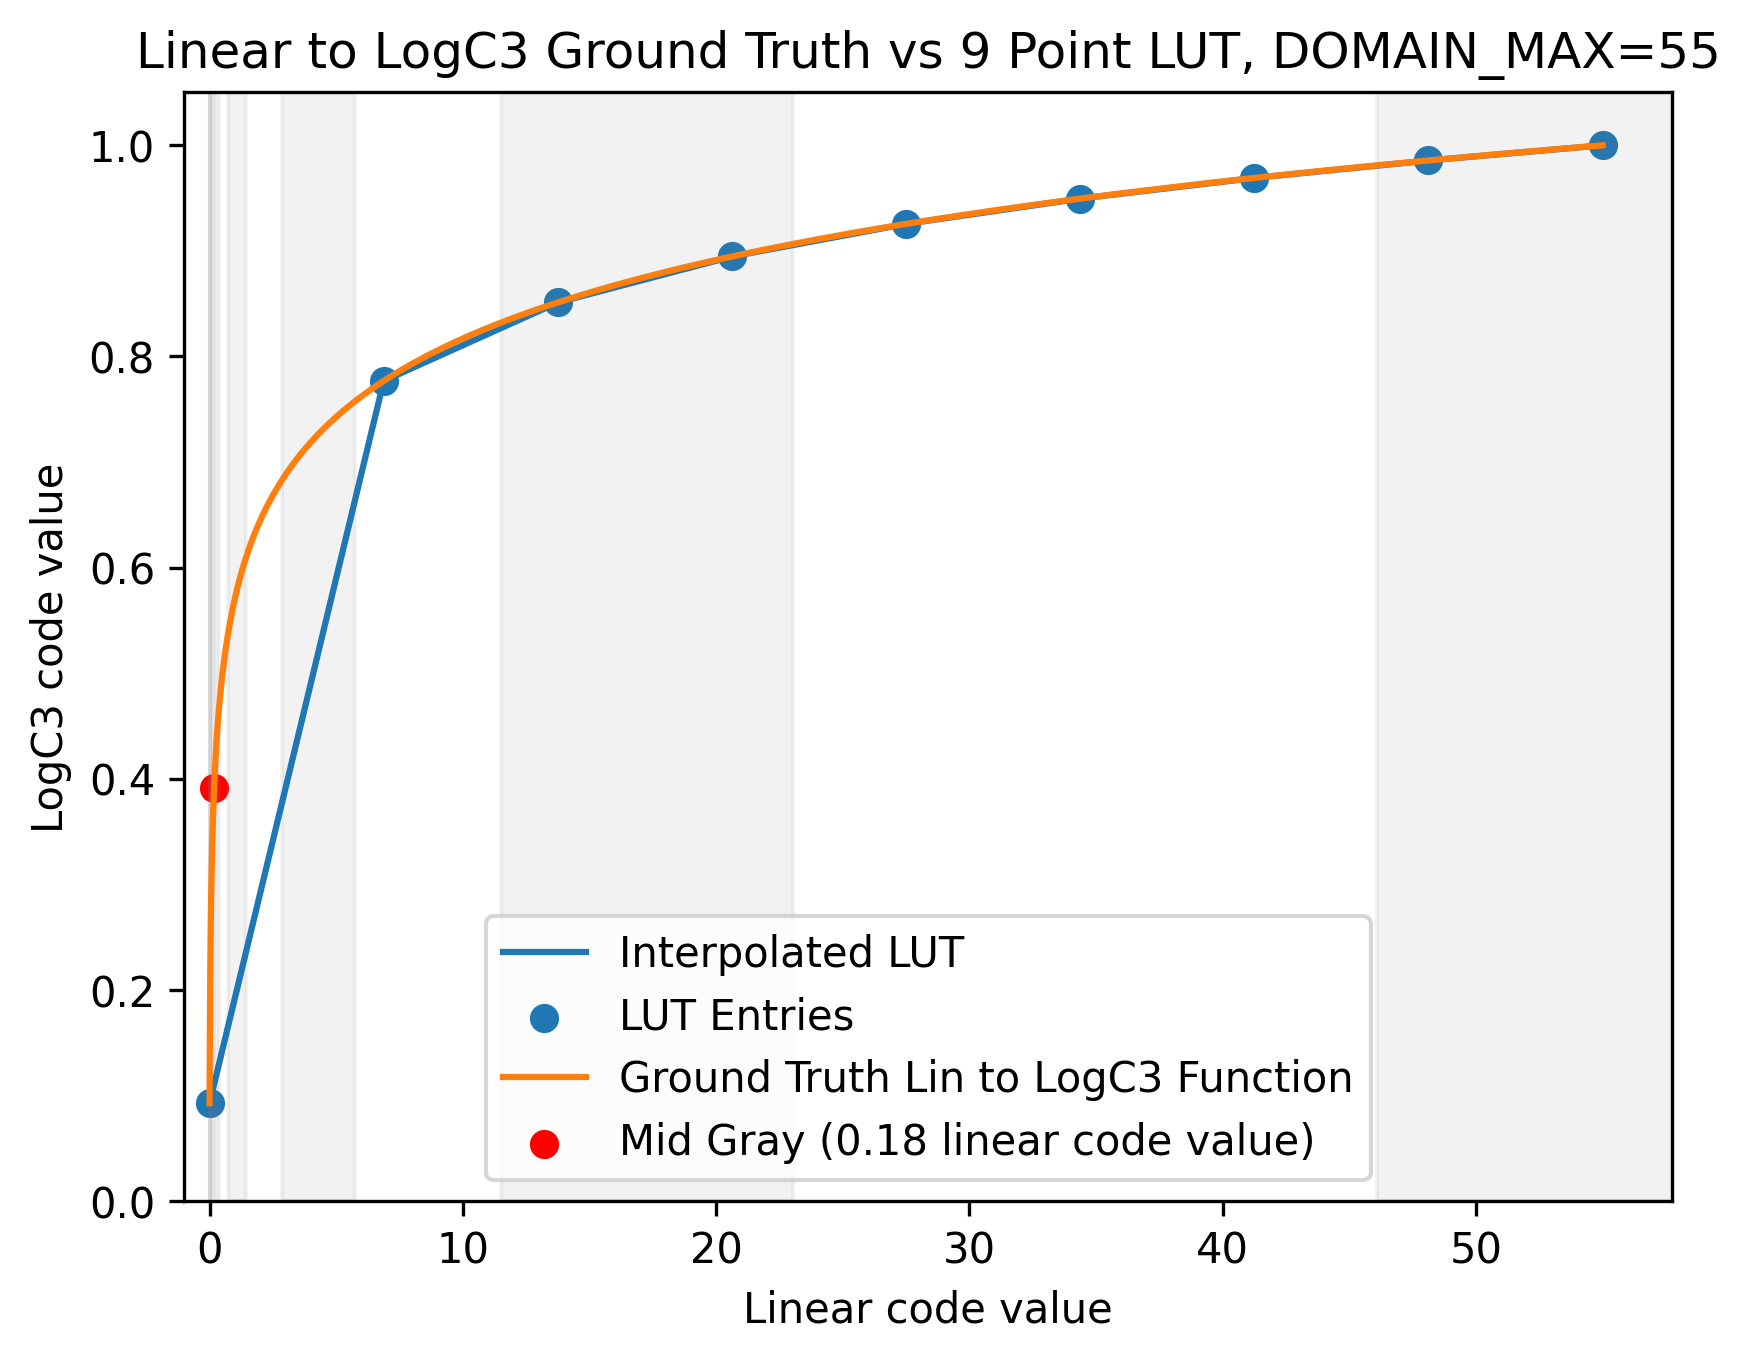 Linear to LogC3 Ground Truth vs 9 Point LUT, DOMAIN_MAX=55
LogC3 code value
1.0
0.8
0.6
0.4
0.2
0.0
Interpolated LUT
LUT Entries
Ground Truth Lin to LogC3 Function
Mid Gray (0.18 linear code value)
0 10 20 30 40 50
Linear code value